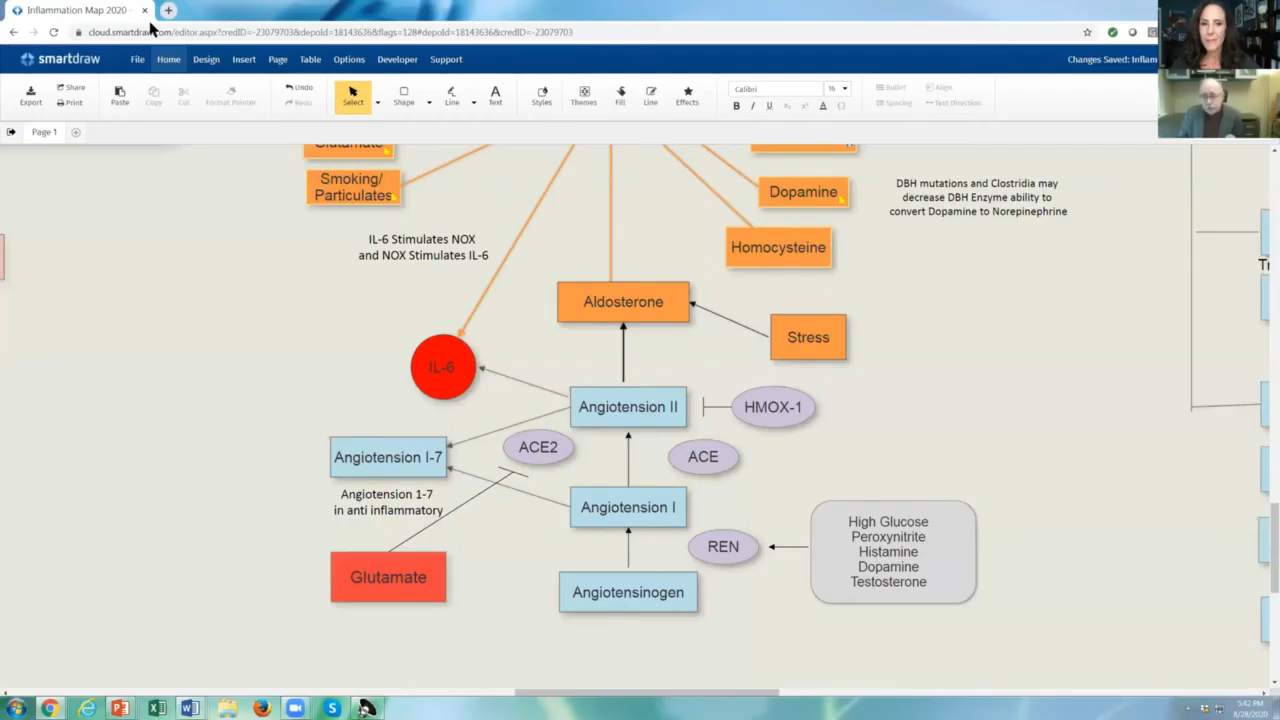 Inflammation Map 2020 -
cloud.smartdraw.com/editor.aspx?credID=-23079703&depoId=18143636&flags=128#depoId=18143636&credID=-23079703
smartdraw
File Home Design Insert Page Table Options Developer Support
Changes Saved: Inflam
Export Share Print Paste Copy Cut Format Painter Undo Redo Select Shape Line Text Styles Themes Fill Line Effects
Calibri 16 Bullet Align
B I U A Spacing Text Direction
Page 1
Glutamate
Smoking/
Particulates
Dopamine
DBH mutations and Clostridia may
decrease DBH Enzyme ability to
convert Dopamine to Norepinephrine
IL-6 Stimulates NOX
and NOX Stimulates IL-6
Homocysteine
Aldosterone
Stress
IL-6
Angiotension II
HMOX-1
ACE2
ACE
Angiotension I-7
Angiotension 1-7
in anti inflammatory
Angiotension I
REN
High Glucose
Peroxynitrite
Histamine
Dopamine
Testosterone
Glutamate
Angiotensinogen
5:42 PM
8/28/2020